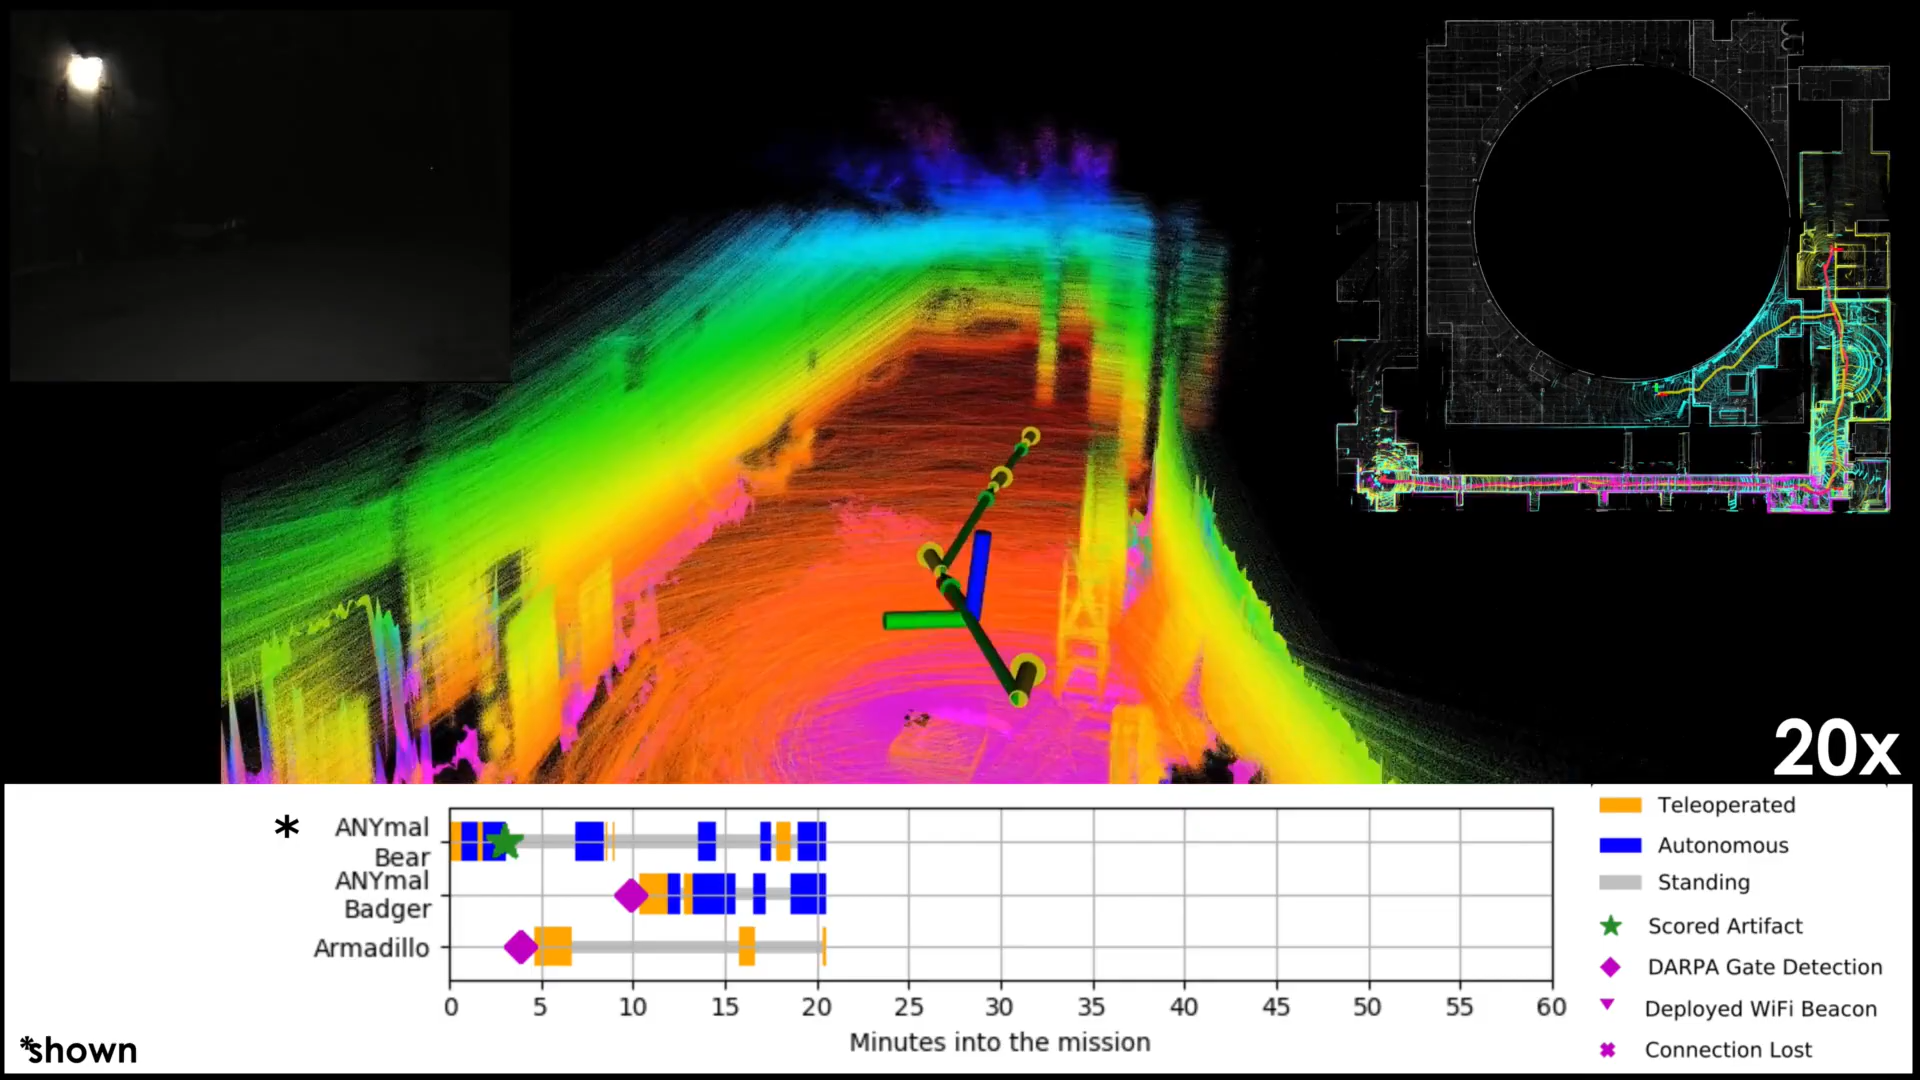 20x
* ANYmal
Bear
ANYmal
Badger
Armadillo
0 5 10 15 20 25 30 35 40 45 50 55 60
Minutes into the mission
*shown
Teleoperated
Autonomous
Standing
Scored Artifact
DARPA Gate Detection
Deployed WiFi Beacon
Connection Lost